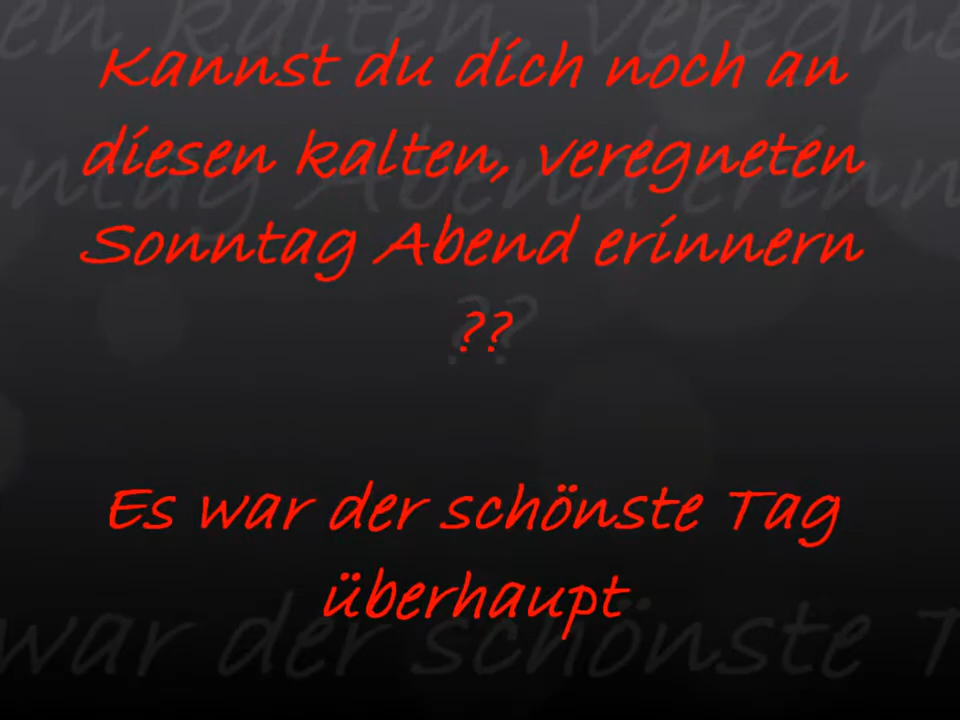 Kannst du dich noch an
diesen kalten, veregneten
Sonntag Abend erinnern
??
Es war der schönste Tag
überhaupt